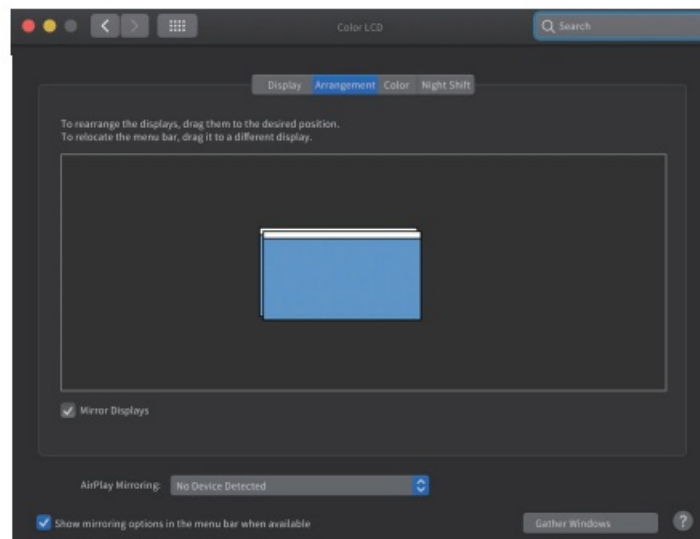 Color LCD
Search
Display Arrangement Color Night Shift
To rearrange the displays, drag them to the desired position.
To relocate the menu bar, drag it to a different display.
Mirror Displays
AirPlay Mirroring: No Device Detected
Show mirroring options in the menu bar when available
Gather Windows ?